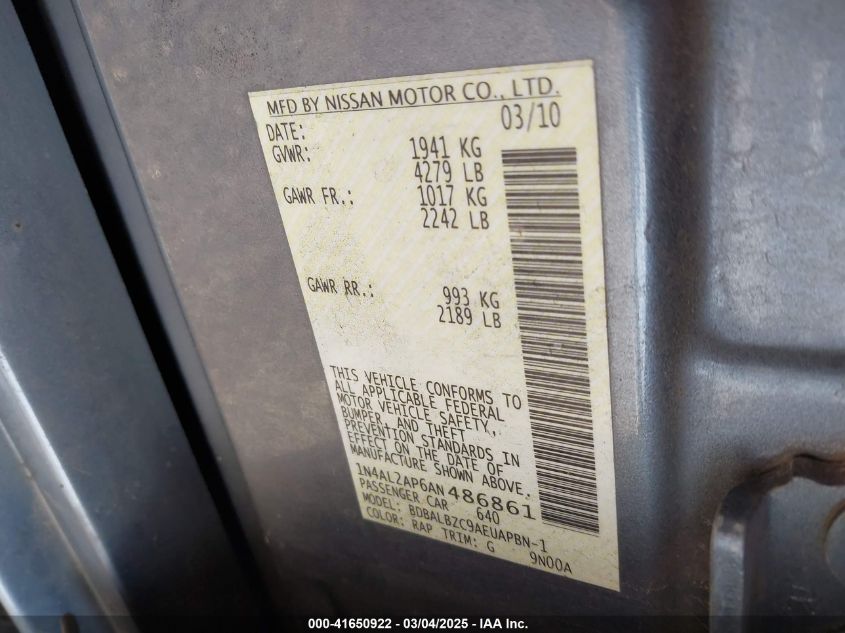 MFD BY NISSAN MOTOR CO., LTD.
DATE: 03/10
GVWR: 1941 KG
4279 LB
GAWR FR.: 1017 KG
2242 LB
GAWR RR.: 993 KG
2189 LB
THIS VEHICLE CONFORMS TO
ALL APPLICABLE FEDERAL
MOTOR VEHICLE SAFETY,
BUMPER, AND THEFT
PREVENTION STANDARDS IN
EFFECT ON THE DATE OF
MANUFACTURE SHOWN ABOVE.
1N4AL2AP6AN486861
PASSENGER CAR 640
MODEL: BDBALBZC9AEUAPBN-1
COLOR: RAP TRIM: G 9N00A
000-41650922 - 03/04/2025 - IAA Inc.